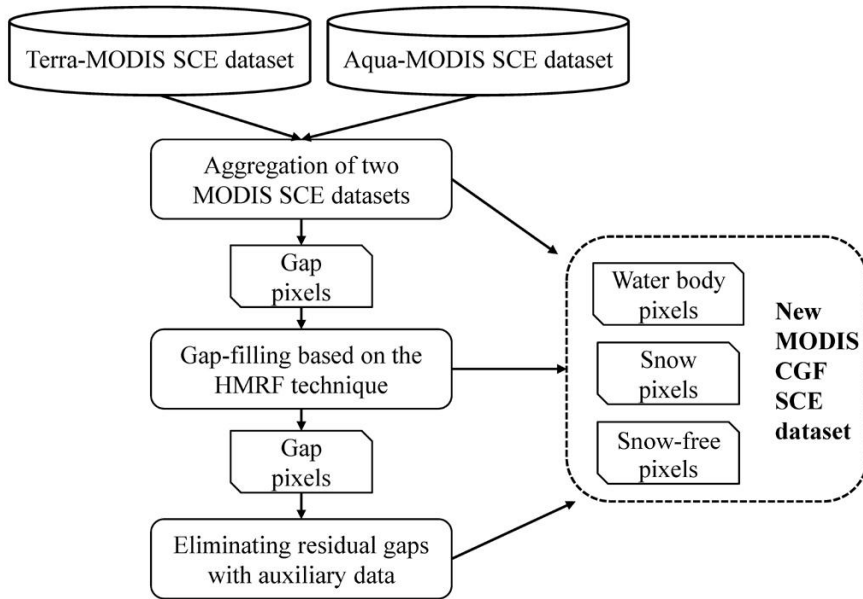 Terra-MODIS SCE dataset
Aqua-MODIS SCE dataset
Aggregation of two
MODIS SCE datasets
Gap
pixels
Gap-filling based on the
HMRF technique
Gap
pixels
Eliminating residual gaps
with auxiliary data
Water body
pixels
Snow
pixels
Snow-free
pixels
New
MODIS
CGF
SCE
dataset